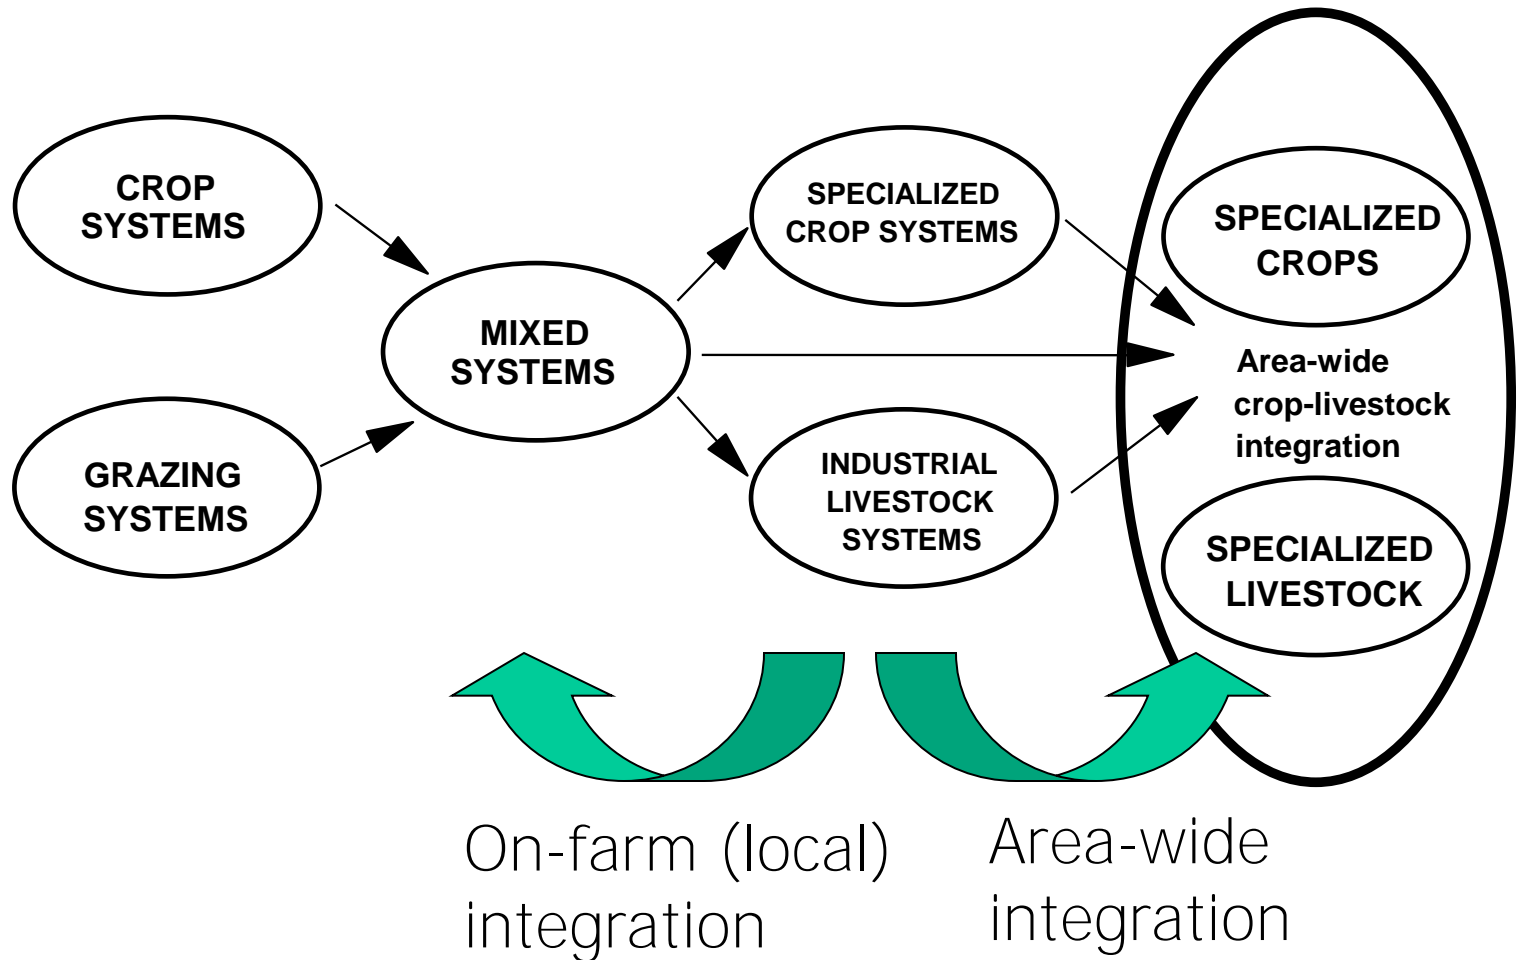 CROP
SYSTEMS
GRAZING
SYSTEMS
MIXED
SYSTEMS
SPECIALIZED
CROP SYSTEMS
INDUSTRIAL
LIVESTOCK
SYSTEMS
SPECIALIZED
CROPS
Area-wide
crop-livestock
integration
SPECIALIZED
LIVESTOCK
On-farm (local)
integration
Area-wide
integration